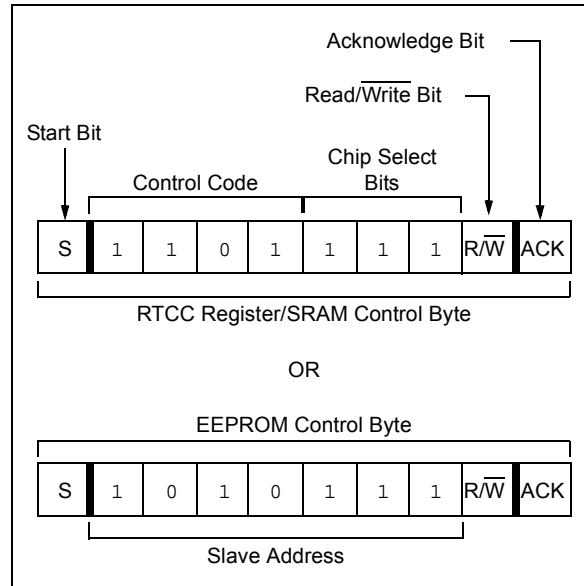 Acknowledge Bit
Read/Write Bit
Start Bit
Chip Select
Control Code Bits
S 1 1 0 1 1 1 1 R/W ACK
RTCC Register/SRAM Control Byte
OR
EEPROM Control Byte
S 1 0 1 0 1 1 1 R/W ACK
Slave Address